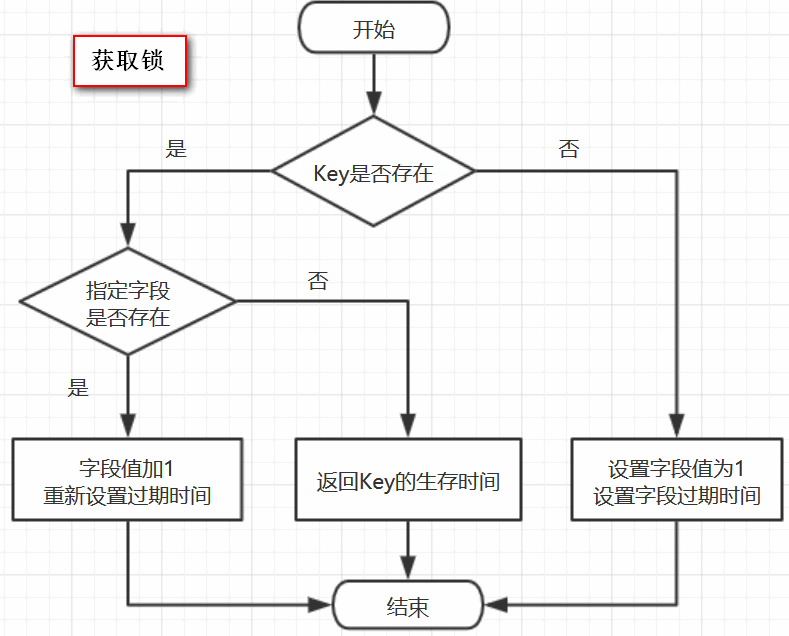 开始
获取锁
是
否
Key是否存在
指定字段
是否存在
否
是
字段值加1
重新设置过期时间
返回Key的生存时间
设置字段值为1
设置字段过期时间
结束